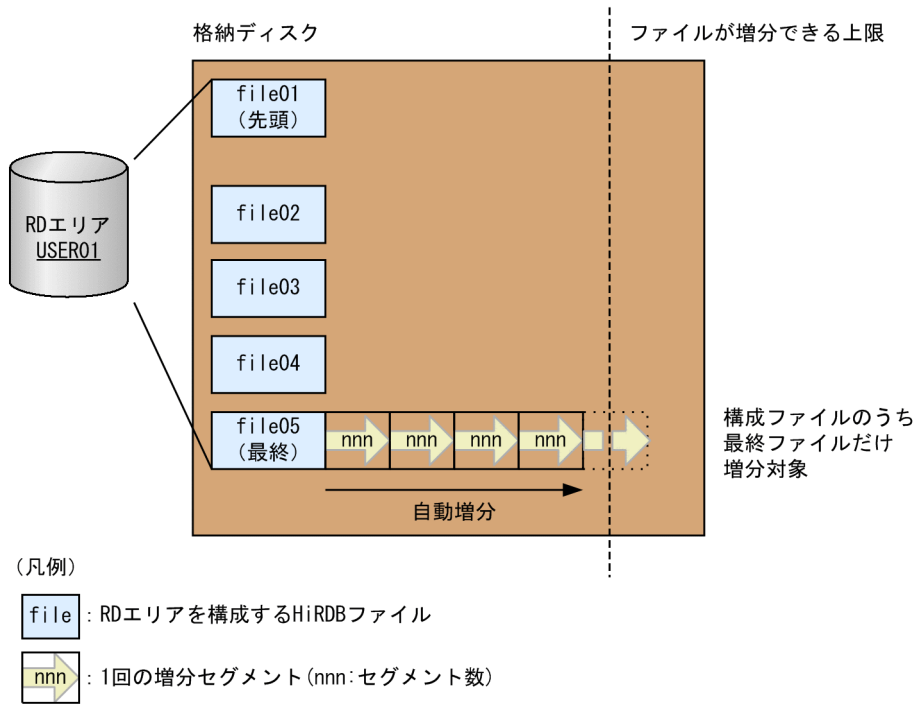 格納ディスク
ファイルが増分できる上限
file01
(先頭)
RDエリア
USER01
file02
file03
file04
file05
(最終)
nnn
nnn
nnn
nnn
自動増分
構成ファイルのうち
最終ファイルだけ
増分対象
(凡例)
file
：RDエリアを構成するHiRDBファイル
nnn
：1回の増分セグメント(nnn：セグメント数)